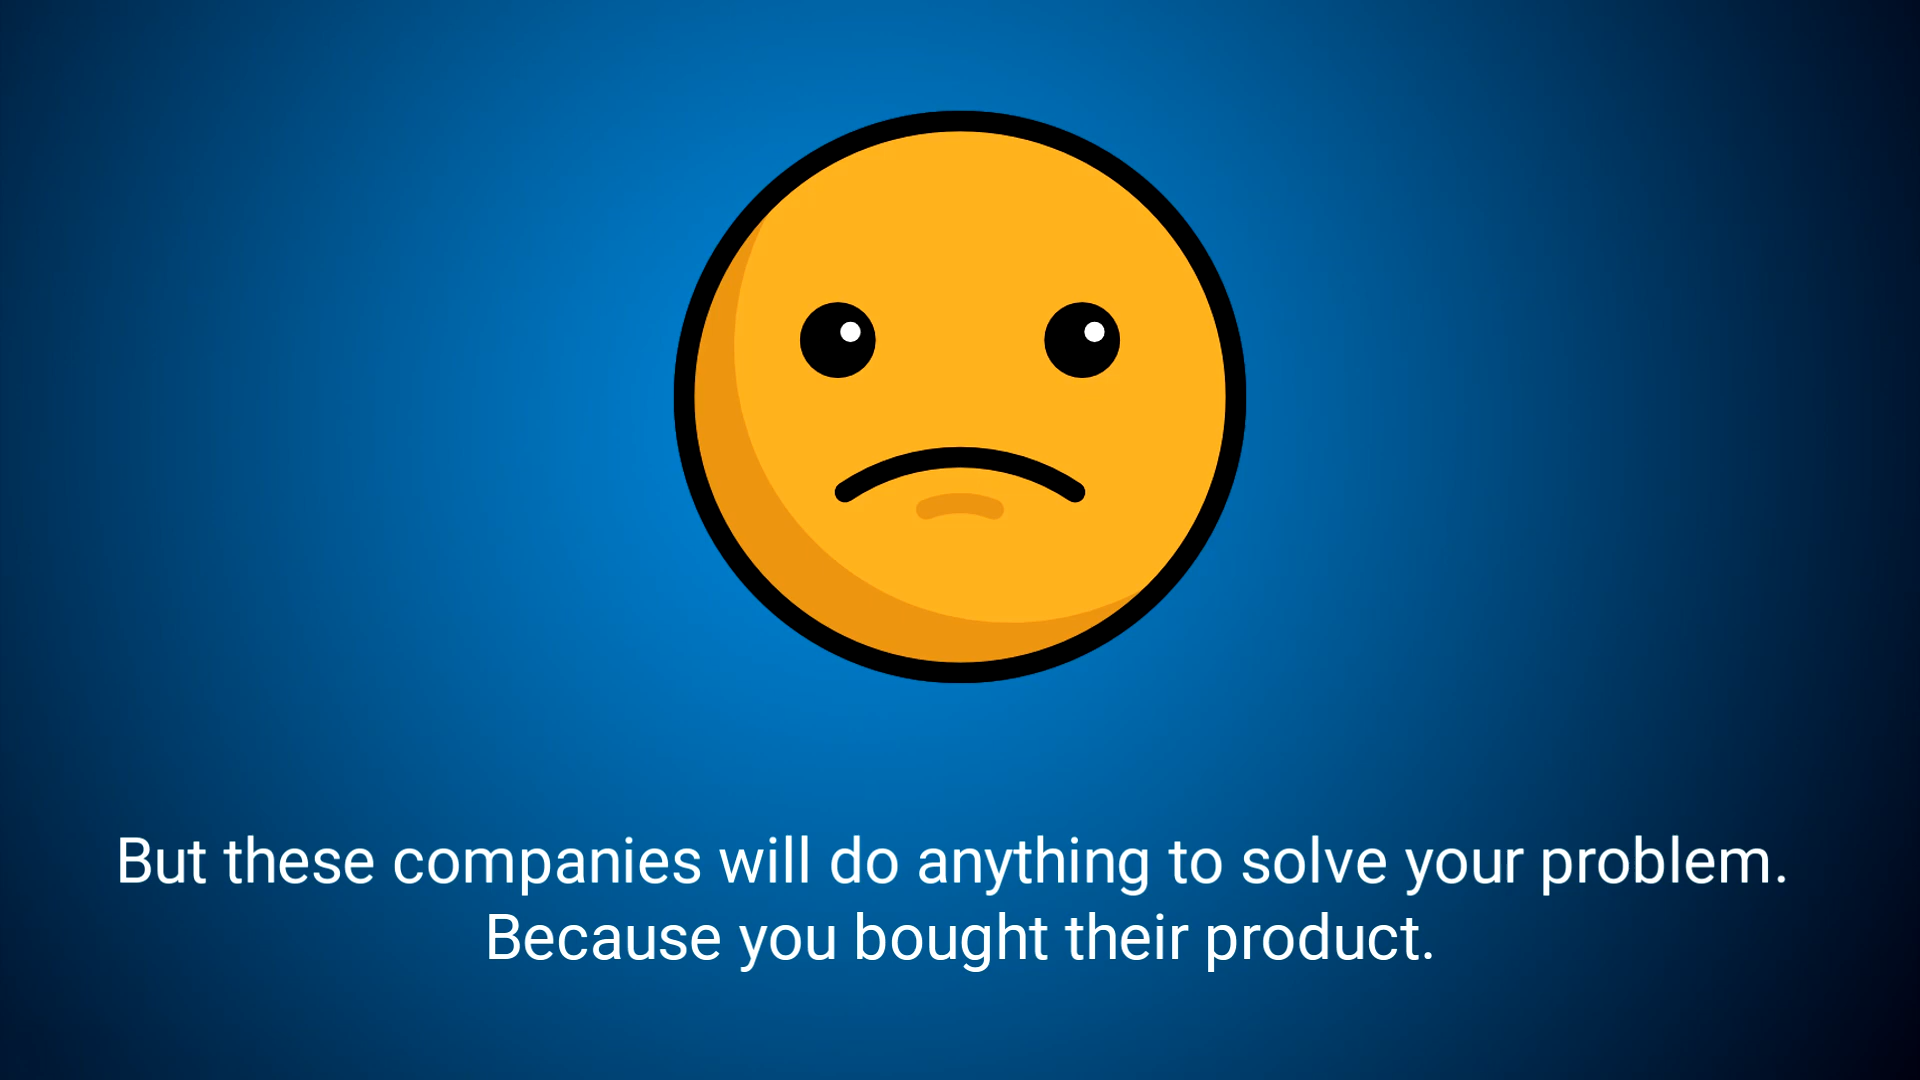 But these companies will do anything to solve your problem.
Because you bought their product.